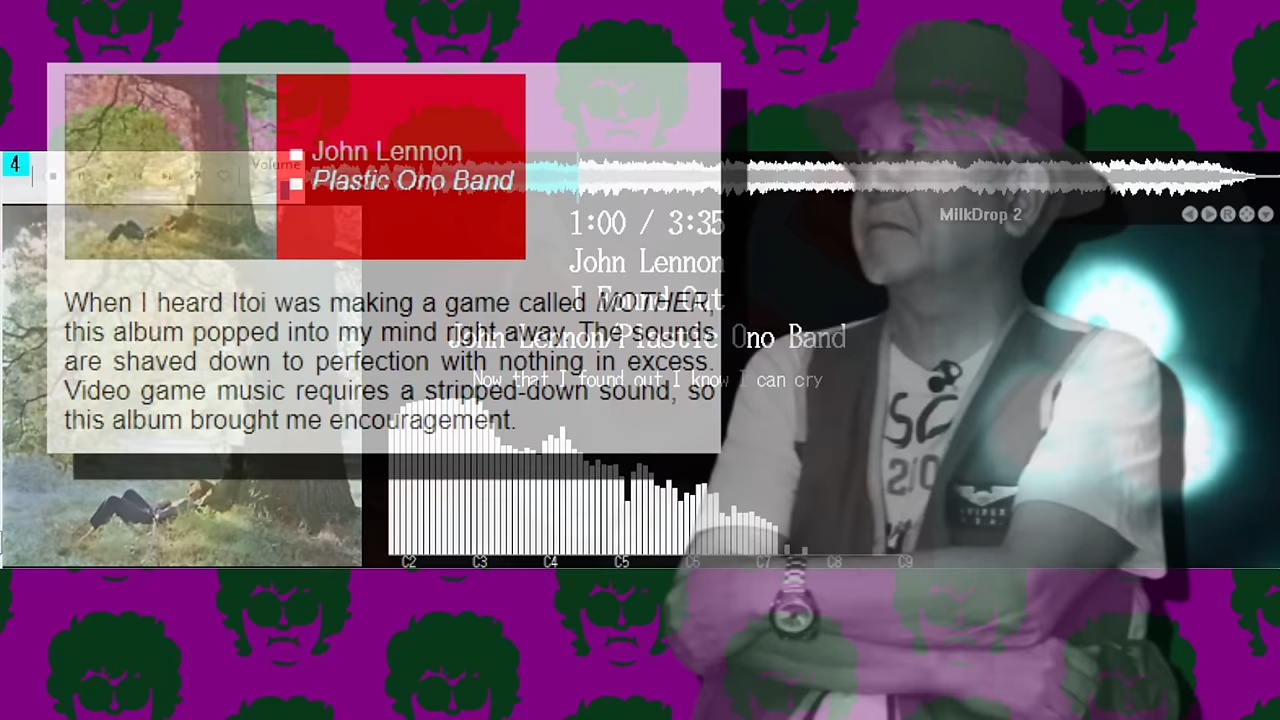 4
Volume
John Lennon
Plastic Ono Band
MilkDrop 2
R
1:00 / 3:35
John Lennon
I Found Out
John Lennon/Plastic Ono Band
Now that I found out I know I can cry
When I heard Itoi was making a game called MOTHER,
this album popped into my mind right away. The sounds
are shaved down to perfection with nothing in excess.
Video game music requires a stripped-down sound, so
this album brought me encouragement.
C2 C3 C4 C5 C6 C7 C8 C9